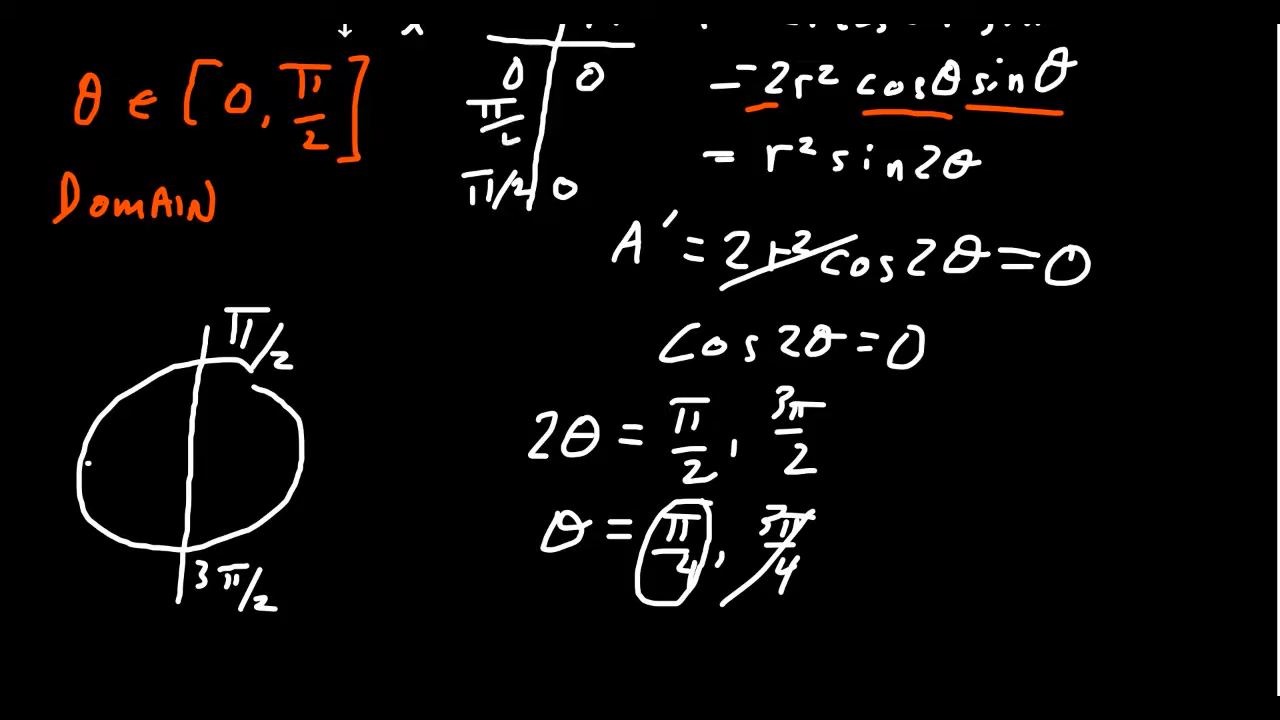 θ ∈ [0, π/2]
DOMAIN
0 | 0
π/2 | 0
= 2r² cosθ sinθ
= r² sin2θ
A' = 2r² cos2θ = 0
cos2θ = 0
2θ = π/2, 3π/2
θ = π/4, 3π/4
π/2
3π/2